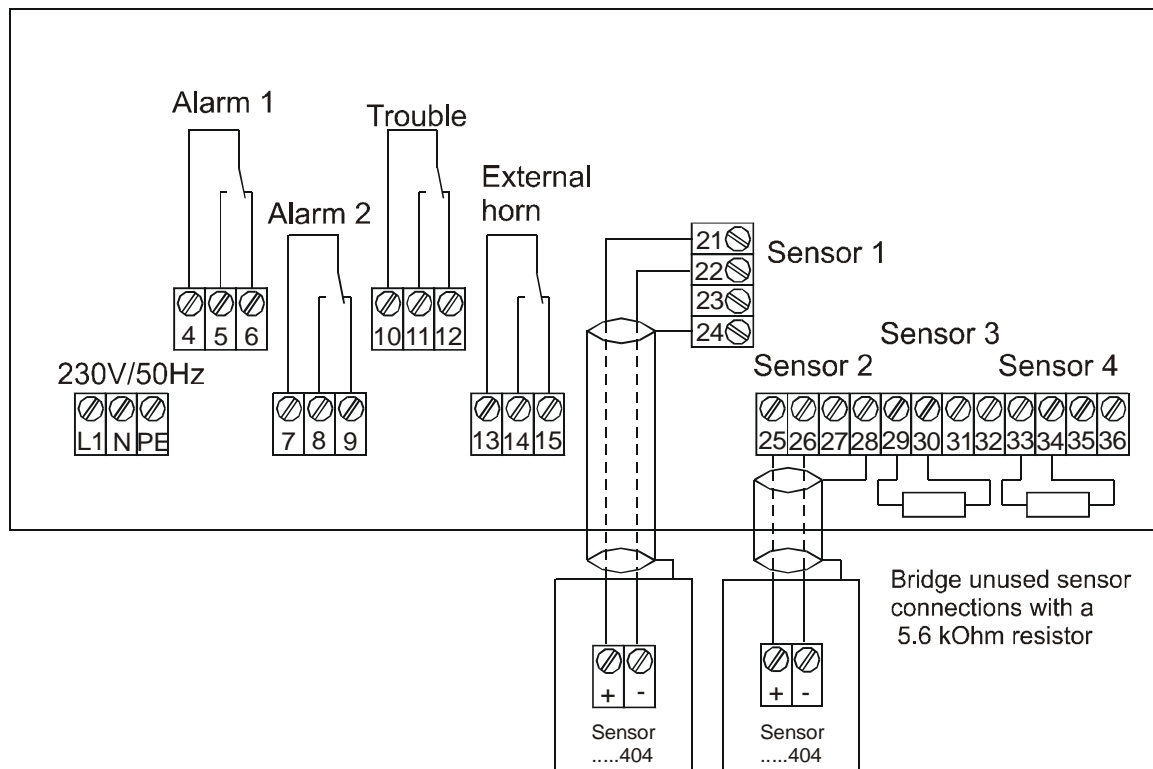 Alarm 1
Trouble
External
horn
Alarm 2
21
Sensor 1
22
23
24
4 5 6
10 11 12
Sensor 3
230V/50Hz
Sensor 2
Sensor 4
L1 N PE
7 8 9
13 14 15
25 26 27 28 29 30 31 32 33 34 35 36
Bridge unused sensor
connections with a
5.6 kOhm resistor
+ -
+ -
Sensor
.....404
Sensor
.....404